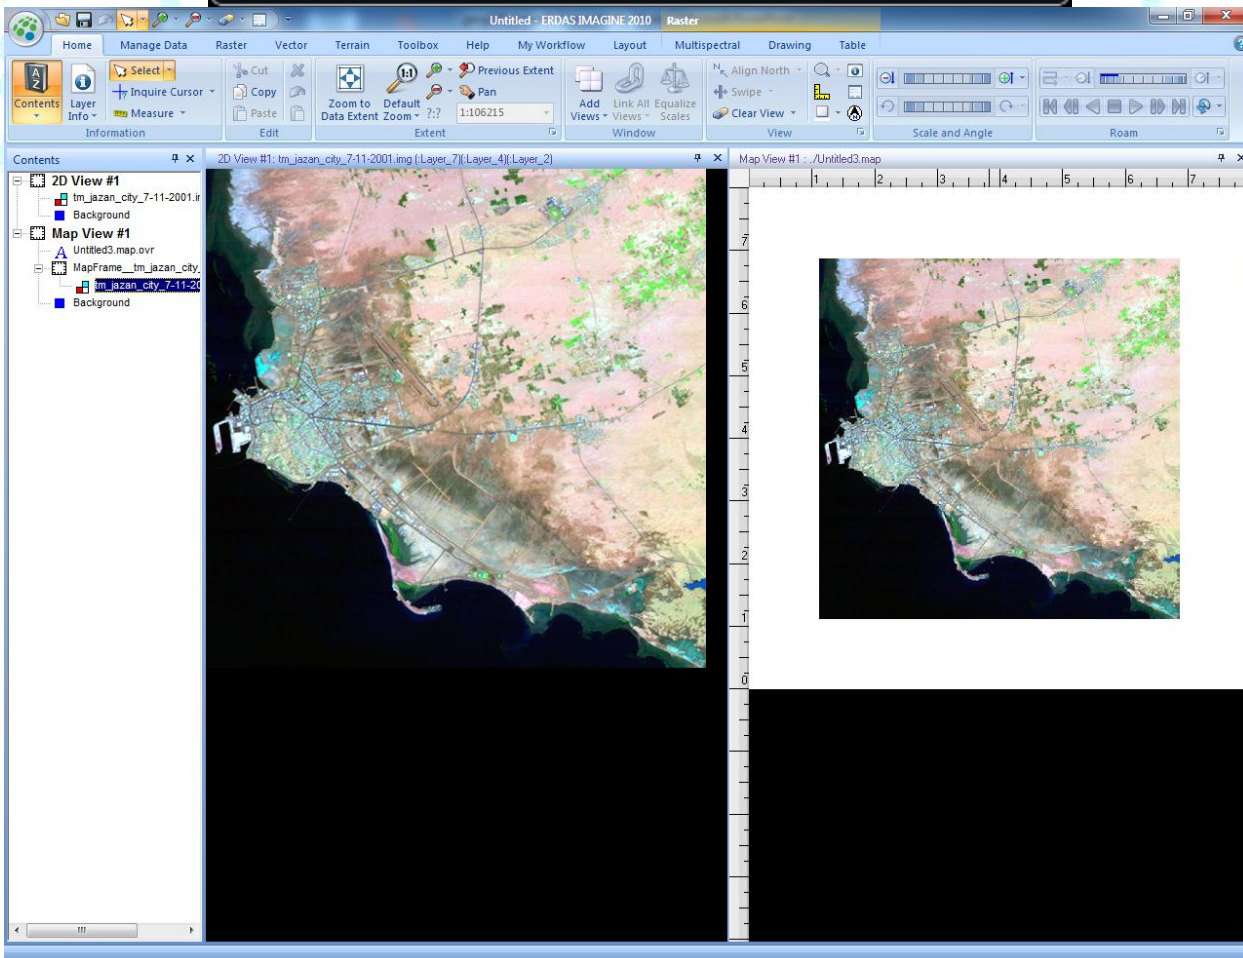 Untitled - ERDAS IMAGINE 2010 Raster
Home Manage Data Raster Vector Terrain Toolbox Help My Workflow Layout Multispectral Drawing Table
Contents
Layer
Info
Select
Inquire Cursor
Measure
Information
Cut
Copy
Paste
Edit
Zoom to
Data Extent
Default
Zoom
?:?
Previous Extent
Pan
1:106215
Extent
Add
Views
Link All
Views
Equalize
Scales
Window
Align North
Swipe
Clear View
View
Scale and Angle
Roam
Contents
2D View #1
tm_jazan_city_7-11-2001.ir
Background
Map View #1
Untitled3.map.ovr
MapFrame__tm_jazan_city_
tm_jazan_city_7-11-20
Background
2D View #1: tm_jazan_city_7-11-2001.img (:Layer_7)(:Layer_4)(:Layer_2)
Map View #1 : ./Untitled3.map
1 2 3 4 5 6 7
7
6
5
4
3
2
1
0